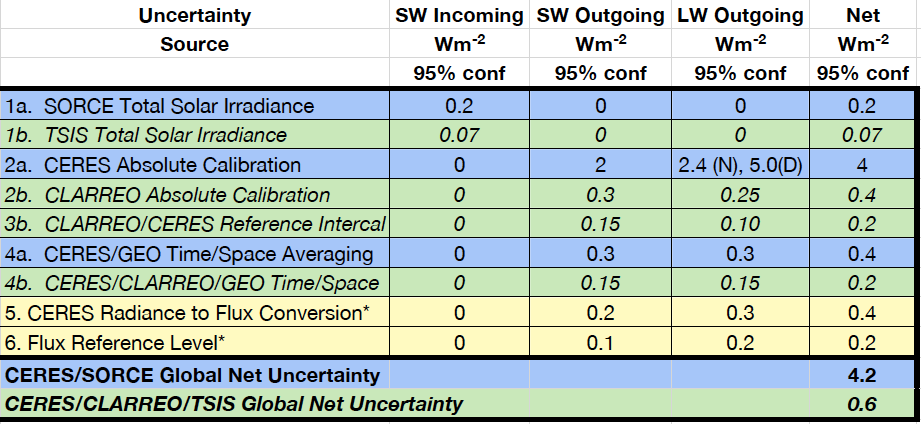 Uncertainty SW Incoming SW Outgoing LW Outgoing Net
Source Wm-2 Wm-2 Wm-2 Wm-2
95% conf 95% conf 95% conf 95% conf
1a. SORCE Total Solar Irradiance 0.2 0 0 0.2
1b. TSIS Total Solar Irradiance 0.07 0 0 0.07
2a. CERES Absolute Calibration 0 2 2.4 (N), 5.0(D) 4
2b. CLARREO Absolute Calibration 0 0.3 0.25 0.4
3b. CLARREO/CERES Reference Intercal 0 0.15 0.10 0.2
4a. CERES/GEO Time/Space Averaging 0 0.3 0.3 0.4
4b. CERES/CLARREO/GEO Time/Space 0 0.15 0.15 0.2
5. CERES Radiance to Flux Conversion* 0 0.2 0.3 0.4
6. Flux Reference Level* 0 0.1 0.2 0.2
CERES/SORCE Global Net Uncertainty 4.2
CERES/CLARREO/TSIS Global Net Uncertainty 0.6